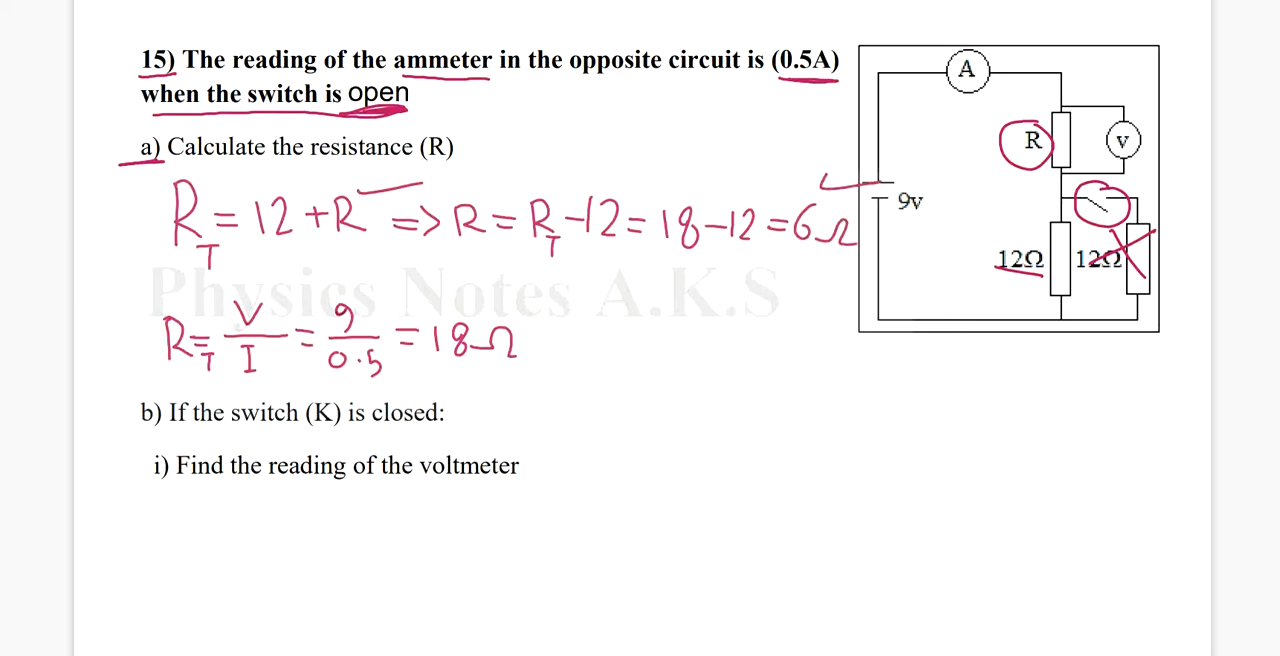 15) The reading of the ammeter in the opposite circuit is (0.5A)
when the switch is open
a) Calculate the resistance (R)
R_T = 12 + R => R = R_T - 12 = 18 - 12 = 6Ω
Physics Notes A.K.S
R_T = V/I = 9/0.5 = 18Ω
b) If the switch (K) is closed:
i) Find the reading of the voltmeter
A
R
V
9v
12Ω
12Ω